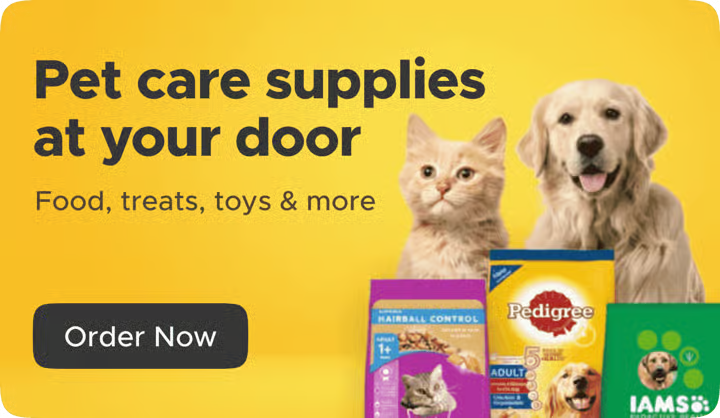 Pet care supplies
at your door
Food, treats, toys & more
Order Now
HAIRBALL CONTROL
ADULT
1+
Pedigree
5
ADULT
IAMS